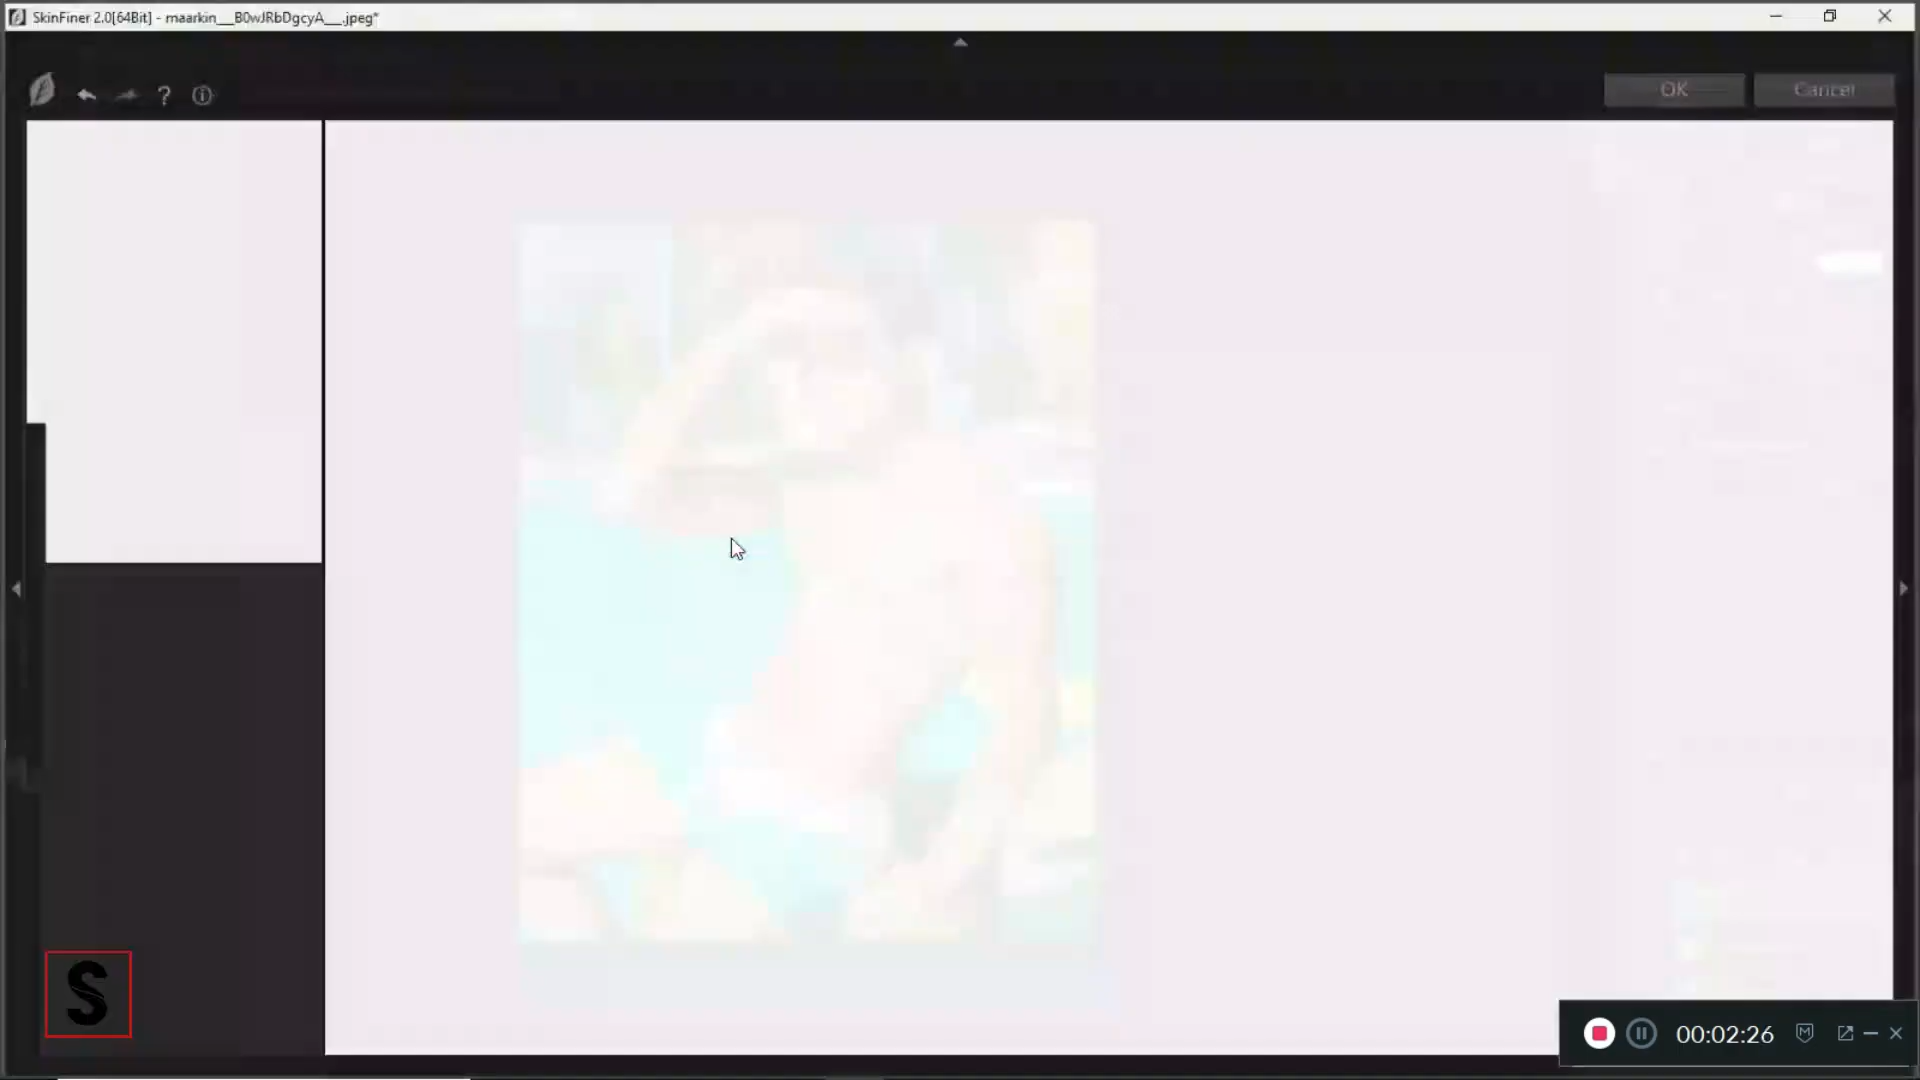 SkinFiner 2.0[64Bit] - maarkin__B0wJRbDgcyA__.jpeg*
?
OK
Cancel
S
00:02:26